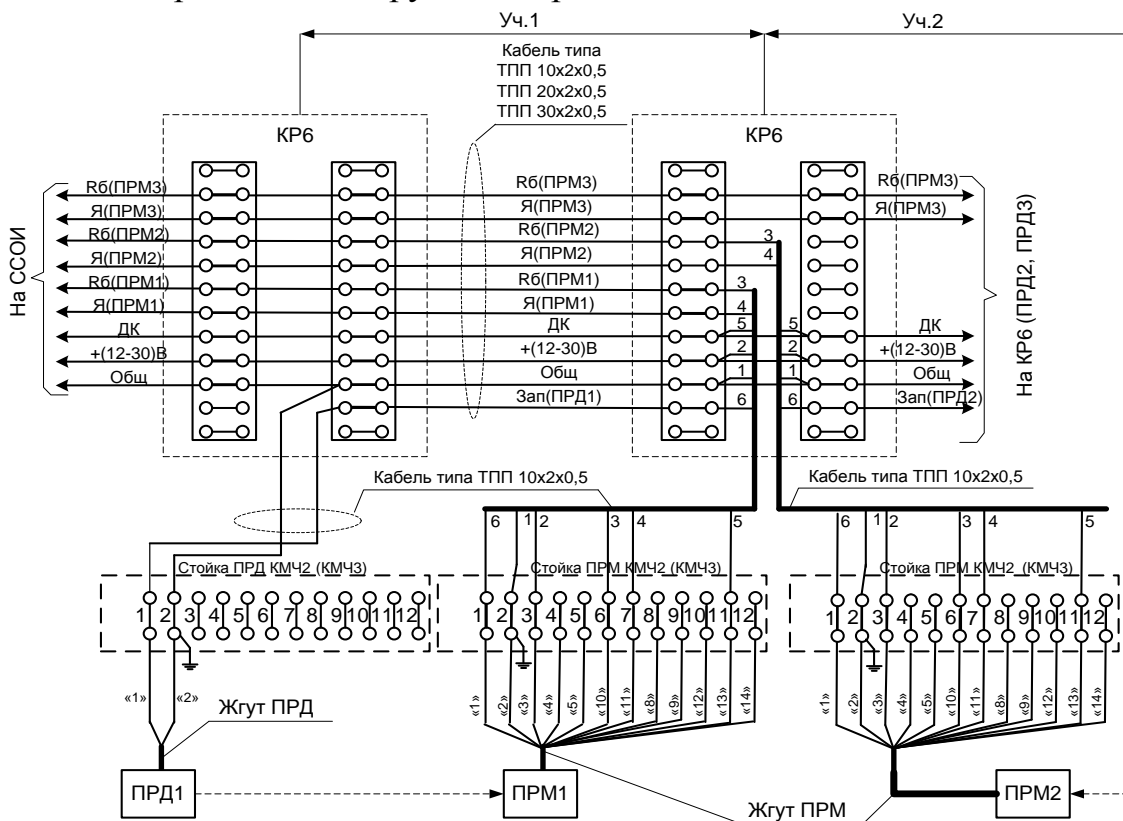 Уч.1
Уч.2
Кабель типа
ТПП 10х2х0,5
ТПП 20х2х0,5
ТПП 30х2х0,5
КР6
КР6
На ССОИ
Rб(ПРМ3)
Я(ПРМ3)
Rб(ПРМ2)
Я(ПРМ2)
Rб(ПРМ1)
Я(ПРМ1)
ДК
+(12-30)В
Общ
Rб(ПРМ3)
Я(ПРМ3)
Rб(ПРМ2)
Я(ПРМ2)
Rб(ПРМ1)
Я(ПРМ1)
ДК
+(12-30)В
Общ
Зап(ПРД1)
3
4
3
4
5
2
1
6
5
2
1
6
Rб(ПРМ3)
Я(ПРМ3)
ДК
+(12-30)В
Общ
Зап(ПРД2)
На КР6 (ПРД2, ПРД3)
Кабель типа ТПП 10х2х0,5
Кабель типа ТПП 10х2х0,5
6 1 2 3 4 5
6 1 2 3 4 5
Стойка ПРД КМЧ2 (КМЧ3)
Стойка ПРМ КМЧ2 (КМЧ3)
Стойка ПРМ КМЧ2 (КМЧ3)
1 2 3 4 5 6 7 8 9 10 11 12
1 2 3 4 5 6 7 8 9 10 11 12
1 2 3 4 5 6 7 8 9 10 11 12
«1» «2»
«1» «2» «3» «4» «5» «10» «11» «8» «9» «12» «13» «14»
«1» «2» «3» «4» «5» «10» «11» «8» «9» «12» «13» «14»
Жгут ПРД
Жгут ПРМ
ПРД1
ПРМ1
ПРМ2